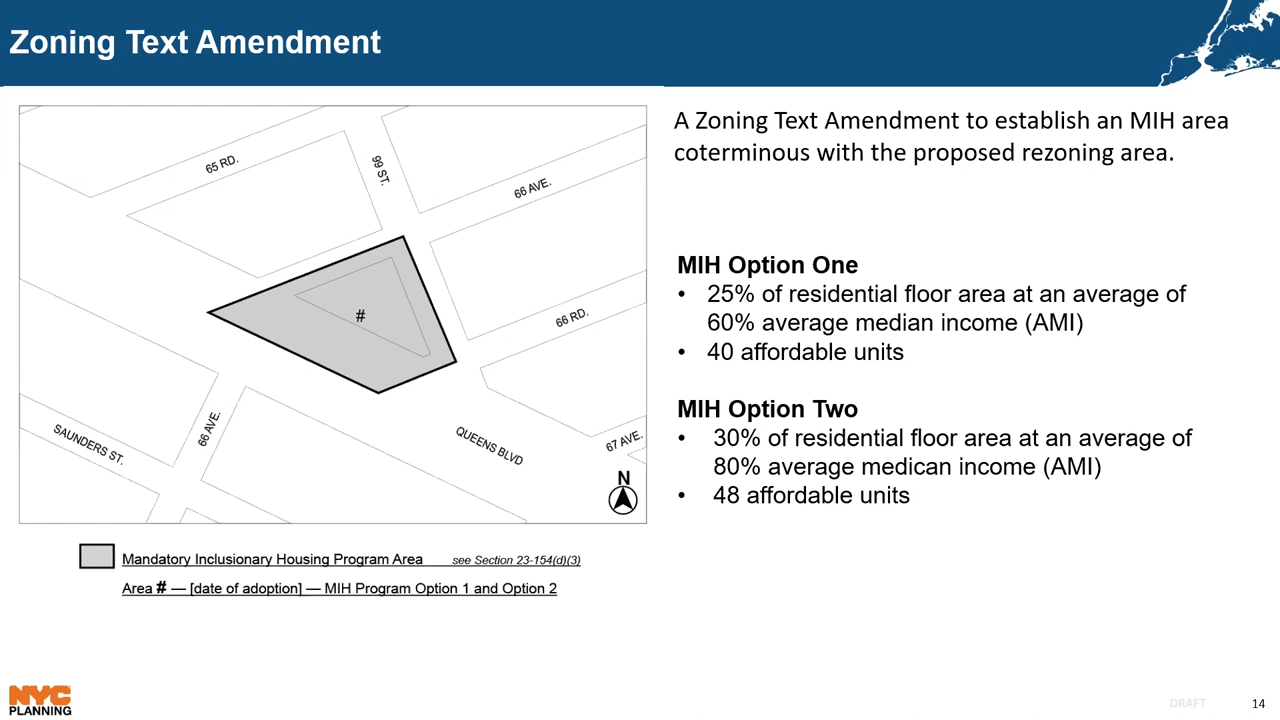 Zoning Text Amendment
65 RD.
99 ST.
66 AVE.
#
66 RD.
66 AVE.
SAUNDERS ST.
QUEENS BLVD
67 AVE.
N
Mandatory Inclusionary Housing Program Area see Section 23-154(d)(3)
Area # — [date of adoption] — MIH Program Option 1 and Option 2
A Zoning Text Amendment to establish an MIH area
coterminous with the proposed rezoning area.
MIH Option One
• 25% of residential floor area at an average of
60% average median income (AMI)
• 40 affordable units
MIH Option Two
• 30% of residential floor area at an average of
80% average medican income (AMI)
• 48 affordable units
NYC
PLANNING
DRAFT
14